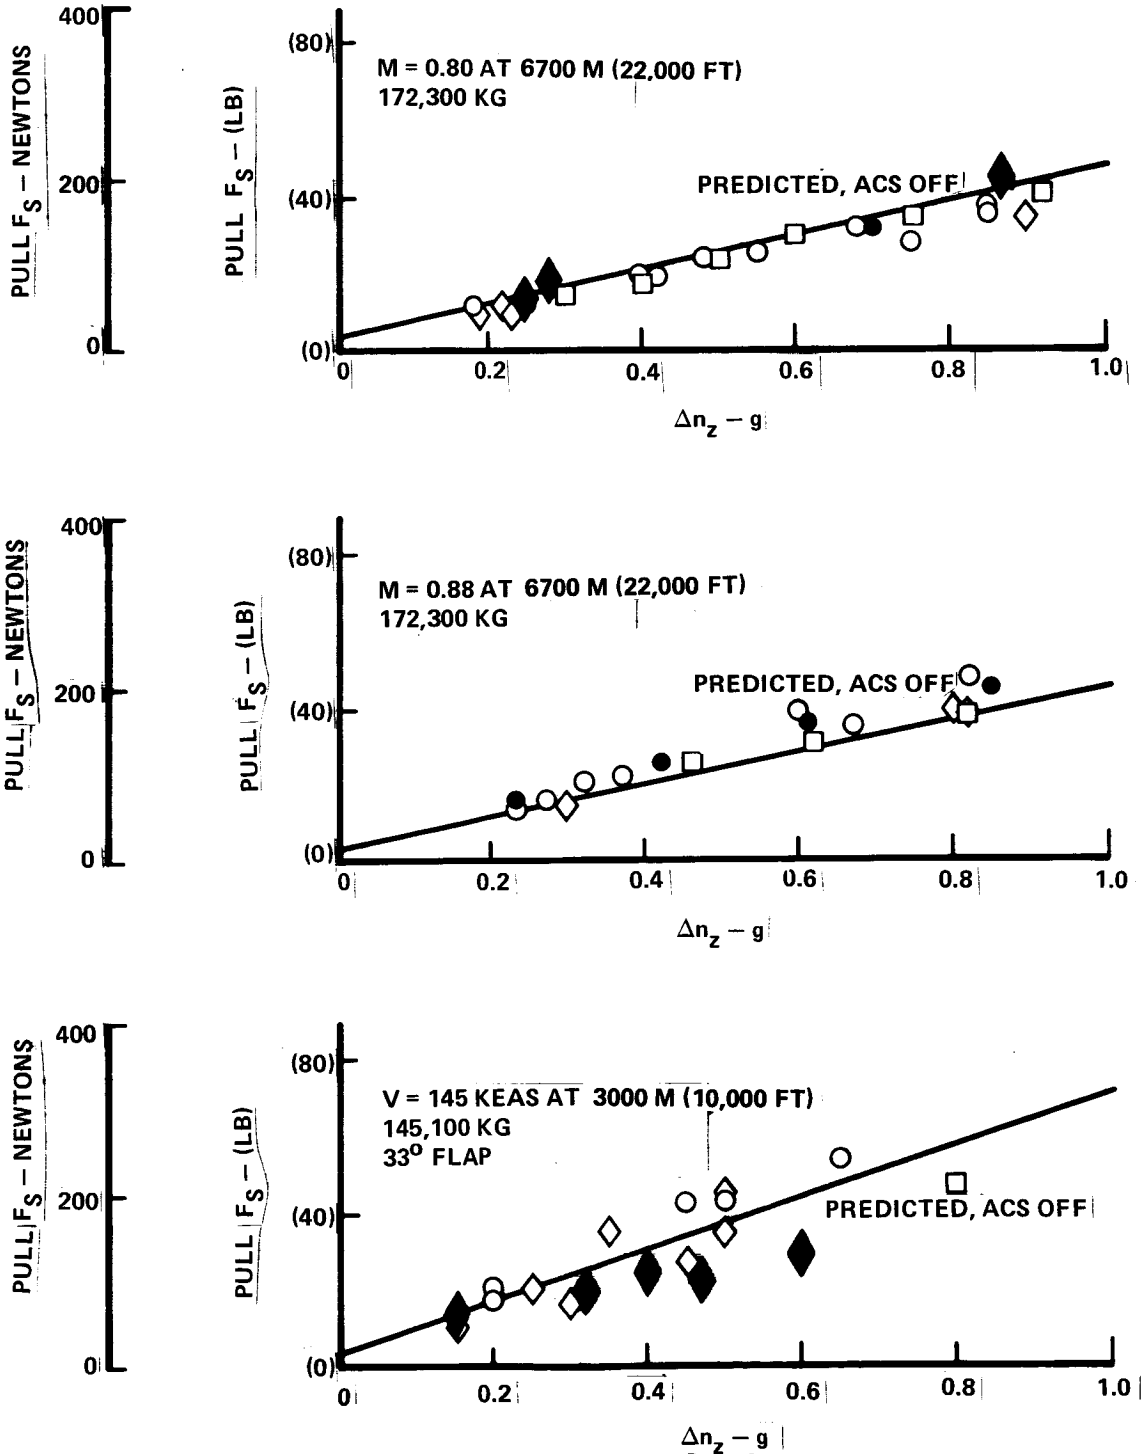 400
200
0
PULL F_S – NEWTONS
(80)
(40)
(0)
PULL F_S – (LB)
M = 0.80 AT 6700 M (22,000 FT)
172,300 KG
PREDICTED, ACS OFF
0 0.2 0.4 0.6 0.8 1.0
Δn_z – g
400
200
0
PULL F_S – NEWTONS
(80)
(40)
(0)
PULL F_S – (LB)
M = 0.88 AT 6700 M (22,000 FT)
172,300 KG
PREDICTED, ACS OFF
0 0.2 0.4 0.6 0.8 1.0
Δn_z – g
400
200
0
PULL F_S – NEWTONS
(80)
(40)
(0)
PULL F_S – (LB)
V = 145 KEAS AT 3000 M (10,000 FT)
145,100 KG
33° FLAP
PREDICTED, ACS OFF
0 0.2 0.4 0.6 0.8 1.0
Δn_z – g